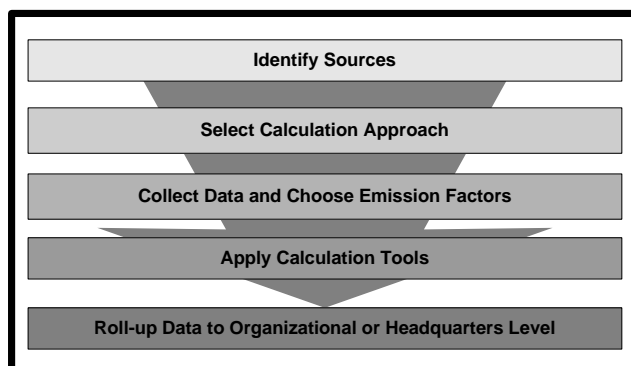 Identify Sources
Select Calculation Approach
Collect Data and Choose Emission Factors
Apply Calculation Tools
Roll-up Data to Organizational or Headquarters Level